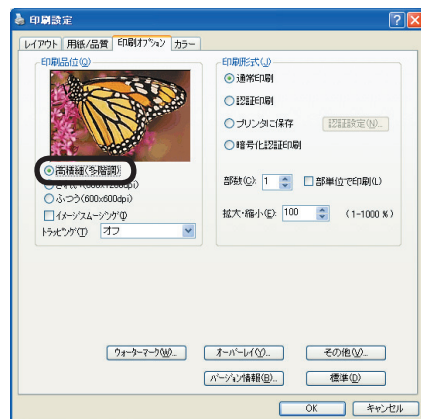 印刷設定
レイアウト 用紙/品質 印刷オプション カラー
印刷品位(Q)
高精細(多階調)
きれい(600x1200dpi)
ふつう(600x600dpi)
イメージスムージング(I)
トラッピング(T) オフ
印刷形式(J)
通常印刷
認証印刷
プリンタに保存 認証設定(N)...
暗号化認証印刷
部数(C): 1 部単位で印刷(L)
拡大・縮小(E): 100 (1-1000 %)
ウォーターマーク(W)... オーバーレイ(Y)... その他(V)...
バージョン情報(B)... 標準(D)
OK キャンセル